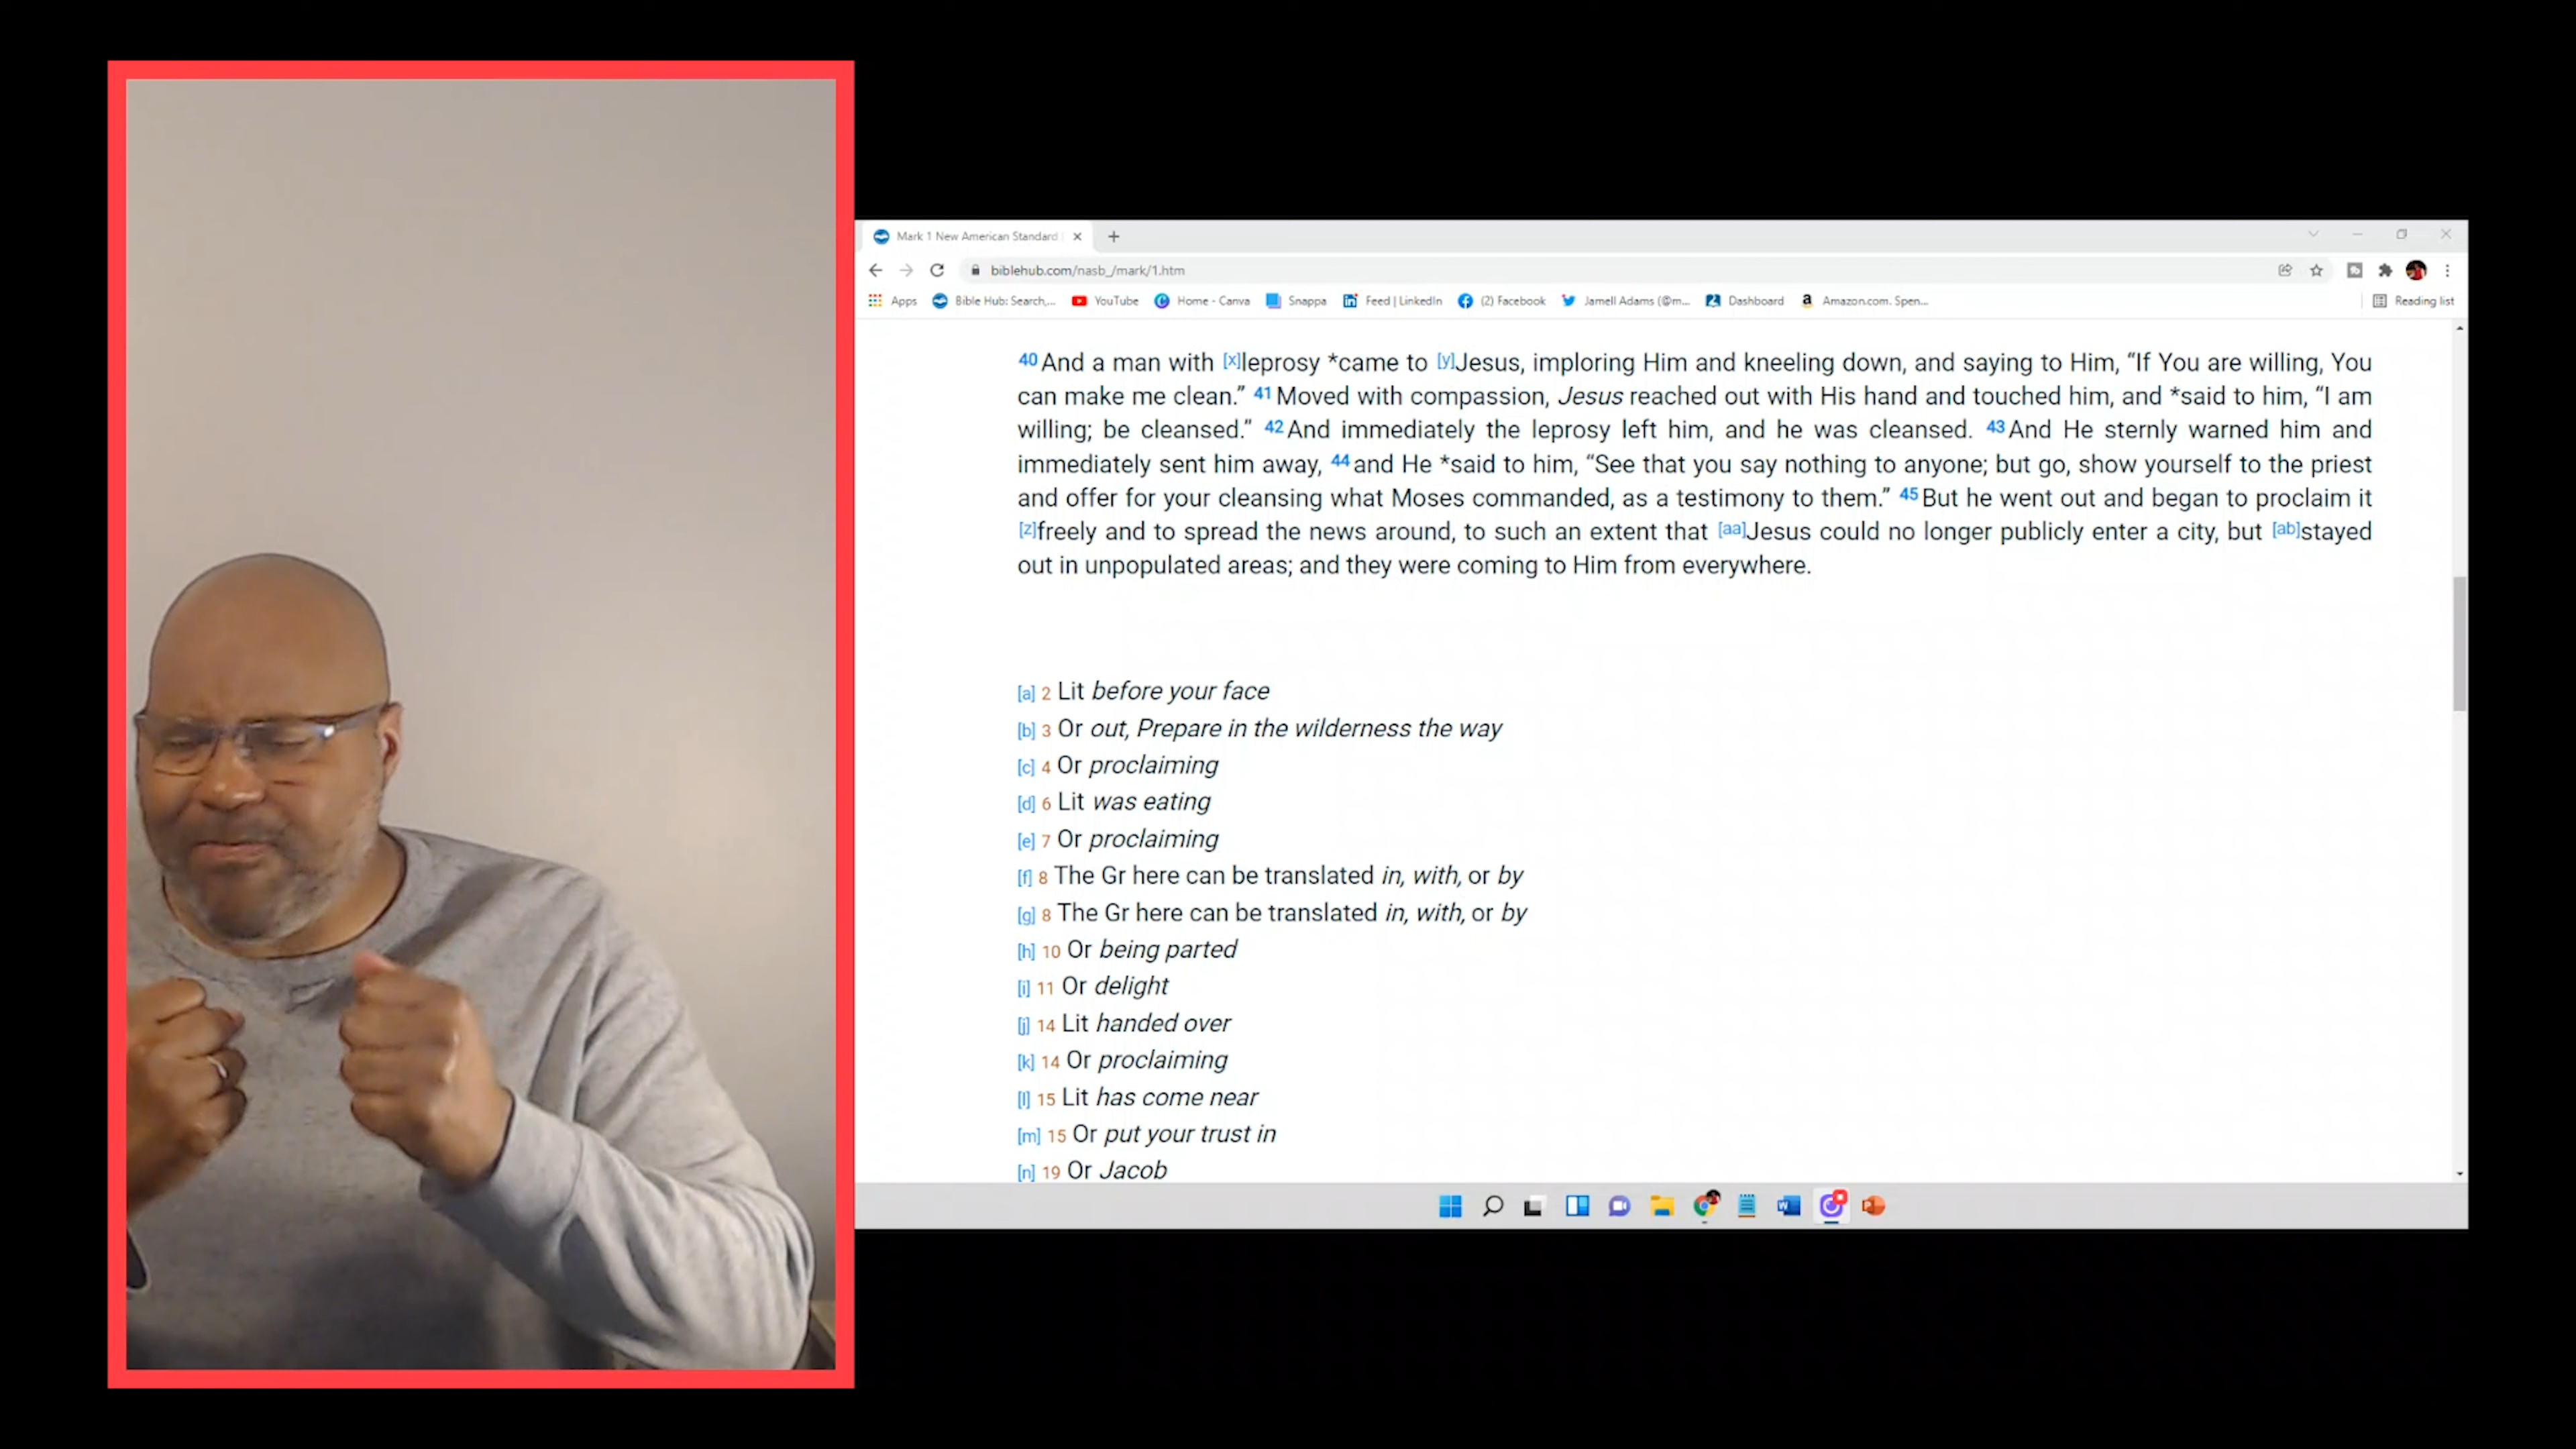 Mark 1 New American Standard
biblehub.com/nasb_/mark/1.htm
Apps Bible Hub: Search,... YouTube Home - Canva Snappa Feed | LinkedIn (2) Facebook Jamell Adams (@m... Dashboard Amazon.com. Spen... Reading list
40 And a man with [x]leprosy *came to [y]Jesus, imploring Him and kneeling down, and saying to Him, “If You are willing, You
can make me clean.” 41 Moved with compassion, Jesus reached out with His hand and touched him, and *said to him, “I am
willing; be cleansed.” 42 And immediately the leprosy left him, and he was cleansed. 43 And He sternly warned him and
immediately sent him away, 44 and He *said to him, “See that you say nothing to anyone; but go, show yourself to the priest
and offer for your cleansing what Moses commanded, as a testimony to them.” 45 But he went out and began to proclaim it
[z]freely and to spread the news around, to such an extent that [aa]Jesus could no longer publicly enter a city, but [ab]stayed
out in unpopulated areas; and they were coming to Him from everywhere.
[a] 2 Lit before your face
[b] 3 Or out, Prepare in the wilderness the way
[c] 4 Or proclaiming
[d] 6 Lit was eating
[e] 7 Or proclaiming
[f] 8 The Gr here can be translated in, with, or by
[g] 8 The Gr here can be translated in, with, or by
[h] 10 Or being parted
[i] 11 Or delight
[j] 14 Lit handed over
[k] 14 Or proclaiming
[l] 15 Lit has come near
[m] 15 Or put your trust in
[n] 19 Or Jacob